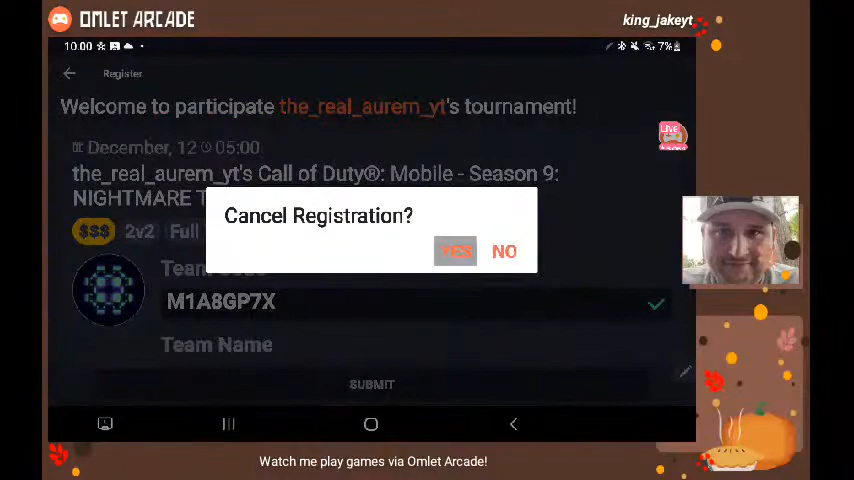 OMLET ARCADE
king_jakeyt
10.00
7%
Register
Welcome to participate the_real_aurem_yt's tournament!
December, 12 05:00
the_real_aurem_yt's Call of Duty®: Mobile - Season 9:
NIGHTMARE T
$$$ 2v2 Full
Cancel Registration?
YES NO
M1A8GP7X
Team Name
SUBMIT
LIVE
Watch me play games via Omlet Arcade!